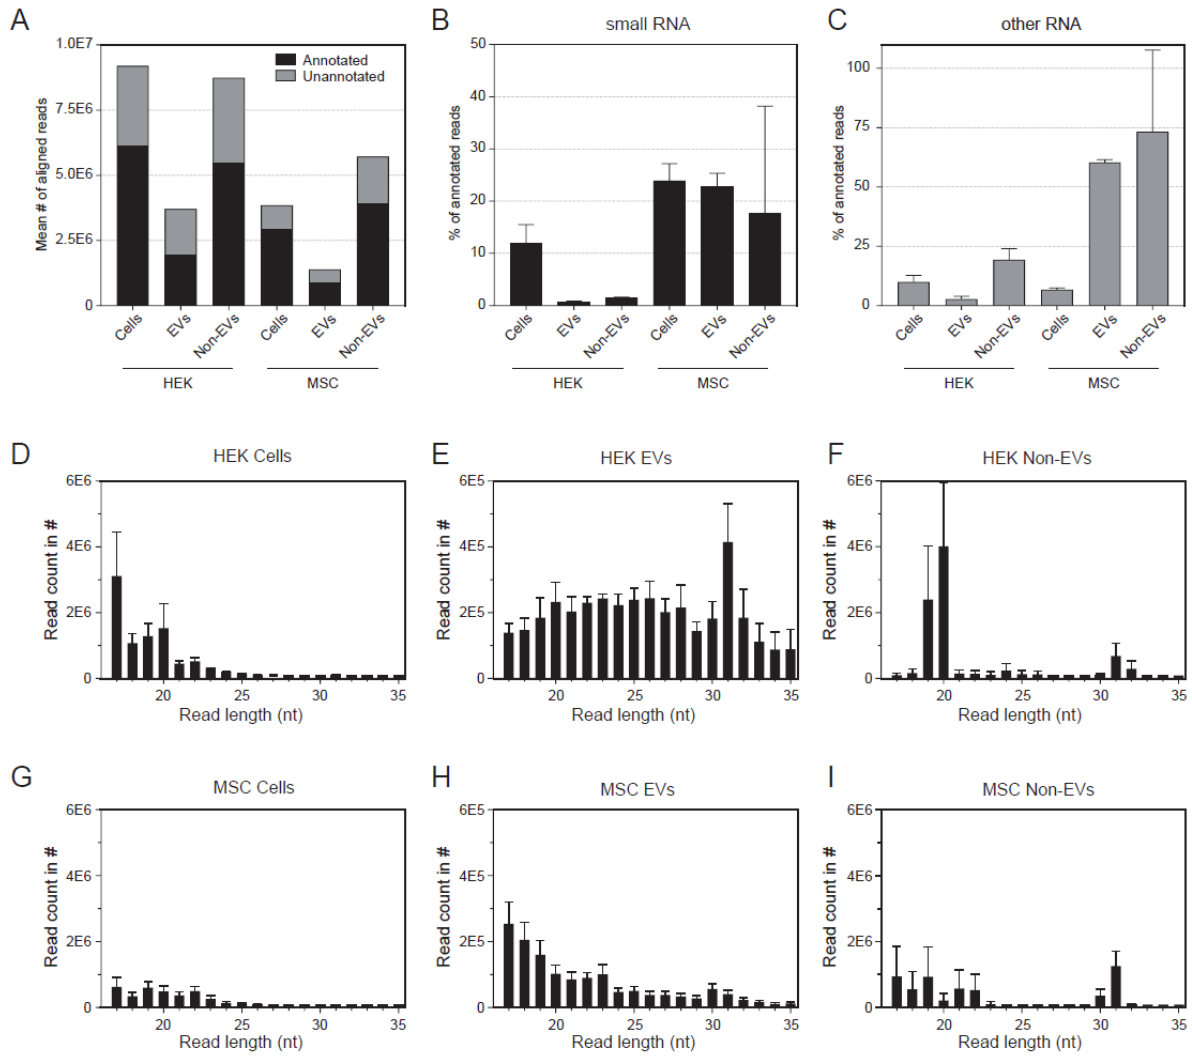 A
B
small RNA
C
other RNA
Mean # of aligned reads
1.0E7
7.5E6
5.0E6
2.5E6
0
Annotated
Unannotated
Cells
EVs
Non-EVs
Cells
EVs
Non-EVs
HEK
MSC
% of annotated reads
50
40
30
20
10
0
Cells
EVs
Non-EVs
Cells
EVs
Non-EVs
HEK
MSC
% of annotated reads
100
75
50
25
0
Cells
EVs
Non-EVs
Cells
EVs
Non-EVs
HEK
MSC
D
HEK Cells
Read count in #
6E6
4E6
2E6
0
20
25
30
35
Read length (nt)
E
HEK EVs
Read count in #
6E5
4E5
2E5
0
20
25
30
35
Read length (nt)
F
HEK Non-EVs
Read count in #
6E6
4E6
2E6
0
20
25
30
35
Read length (nt)
G
MSC Cells
Read count in #
6E6
4E6
2E6
0
20
25
30
35
Read length (nt)
H
MSC EVs
Read count in #
6E5
4E5
2E5
0
20
25
30
35
Read length (nt)
I
MSC Non-EVs
Read count in #
6E6
4E6
2E6
0
20
25
30
35
Read length (nt)